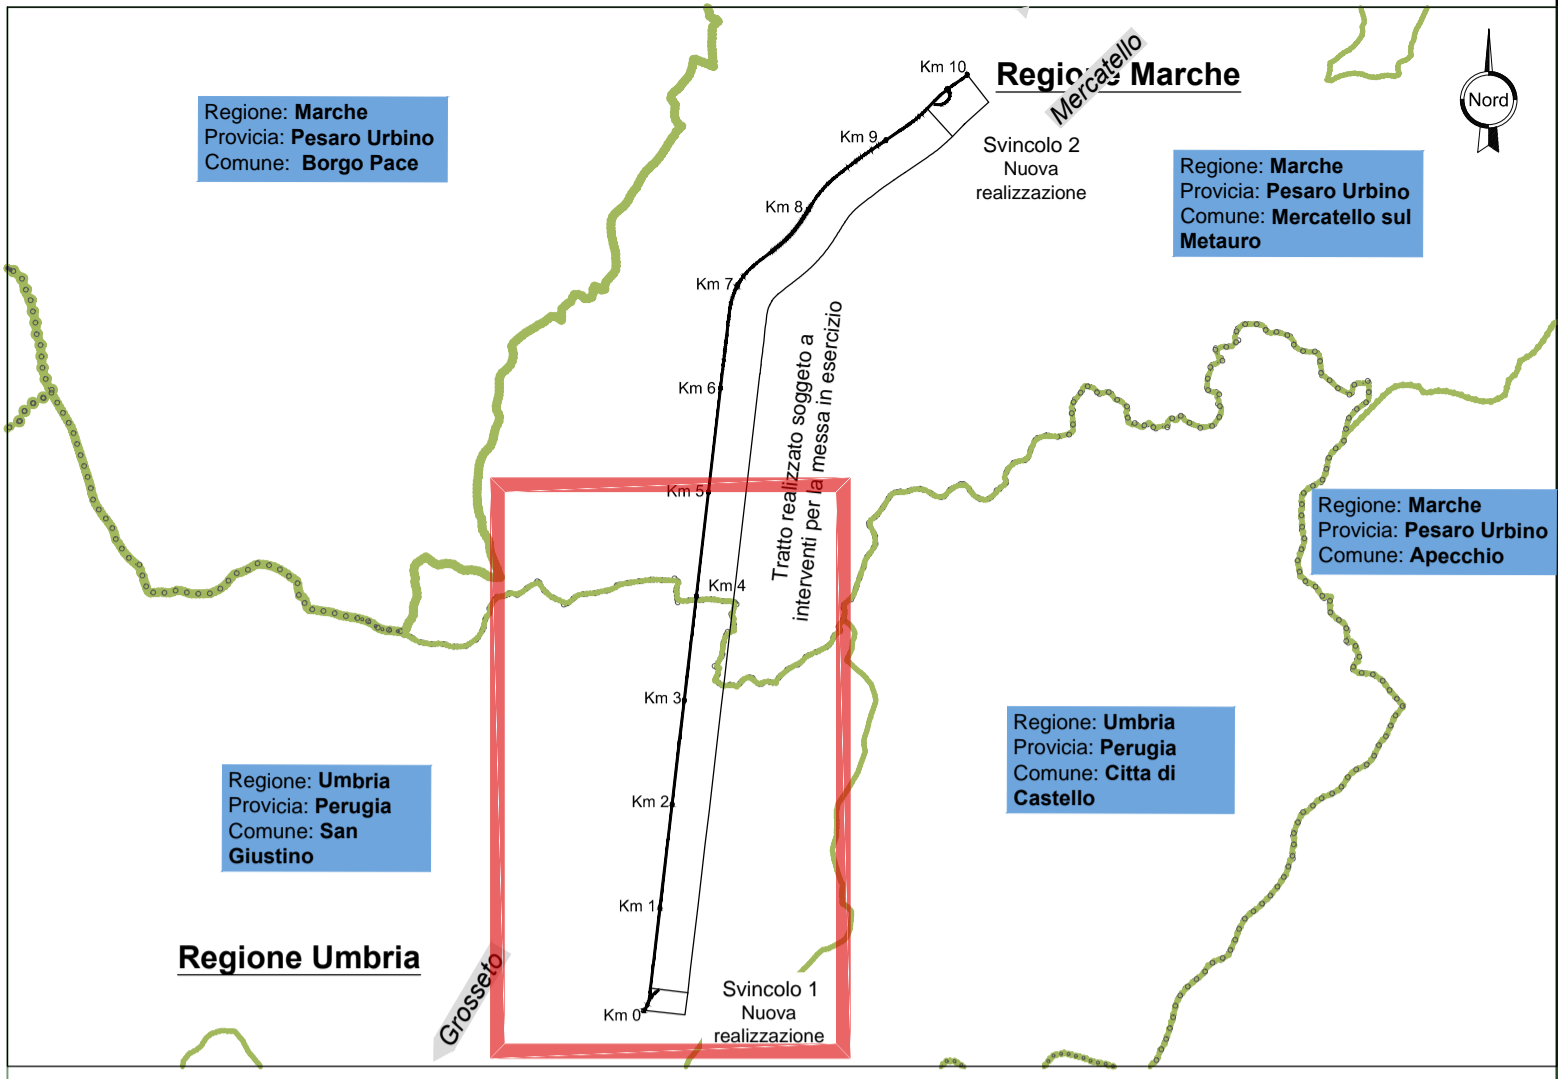 Km 10
Regione Marche
Mercatello
Nord
Regione: Marche
Provicia: Pesaro Urbino
Comune: Borgo Pace
Km 9
Svincolo 2
Nuova
realizzazione
Regione: Marche
Provicia: Pesaro Urbino
Comune: Mercatello sul
Metauro
Km 8
Km 7
Tratto realizzato soggeto a
interventi per la messa in esercizio
Km 6
Km 5
Regione: Marche
Provicia: Pesaro Urbino
Comune: Apecchio
Km 4
Km 3
Regione: Umbria
Provicia: Perugia
Comune: Citta di
Castello
Regione: Umbria
Provicia: Perugia
Comune: San
Giustino
Km 2
Km 1
Regione Umbria
Grosseto
Km 0
Svincolo 1
Nuova
realizzazione